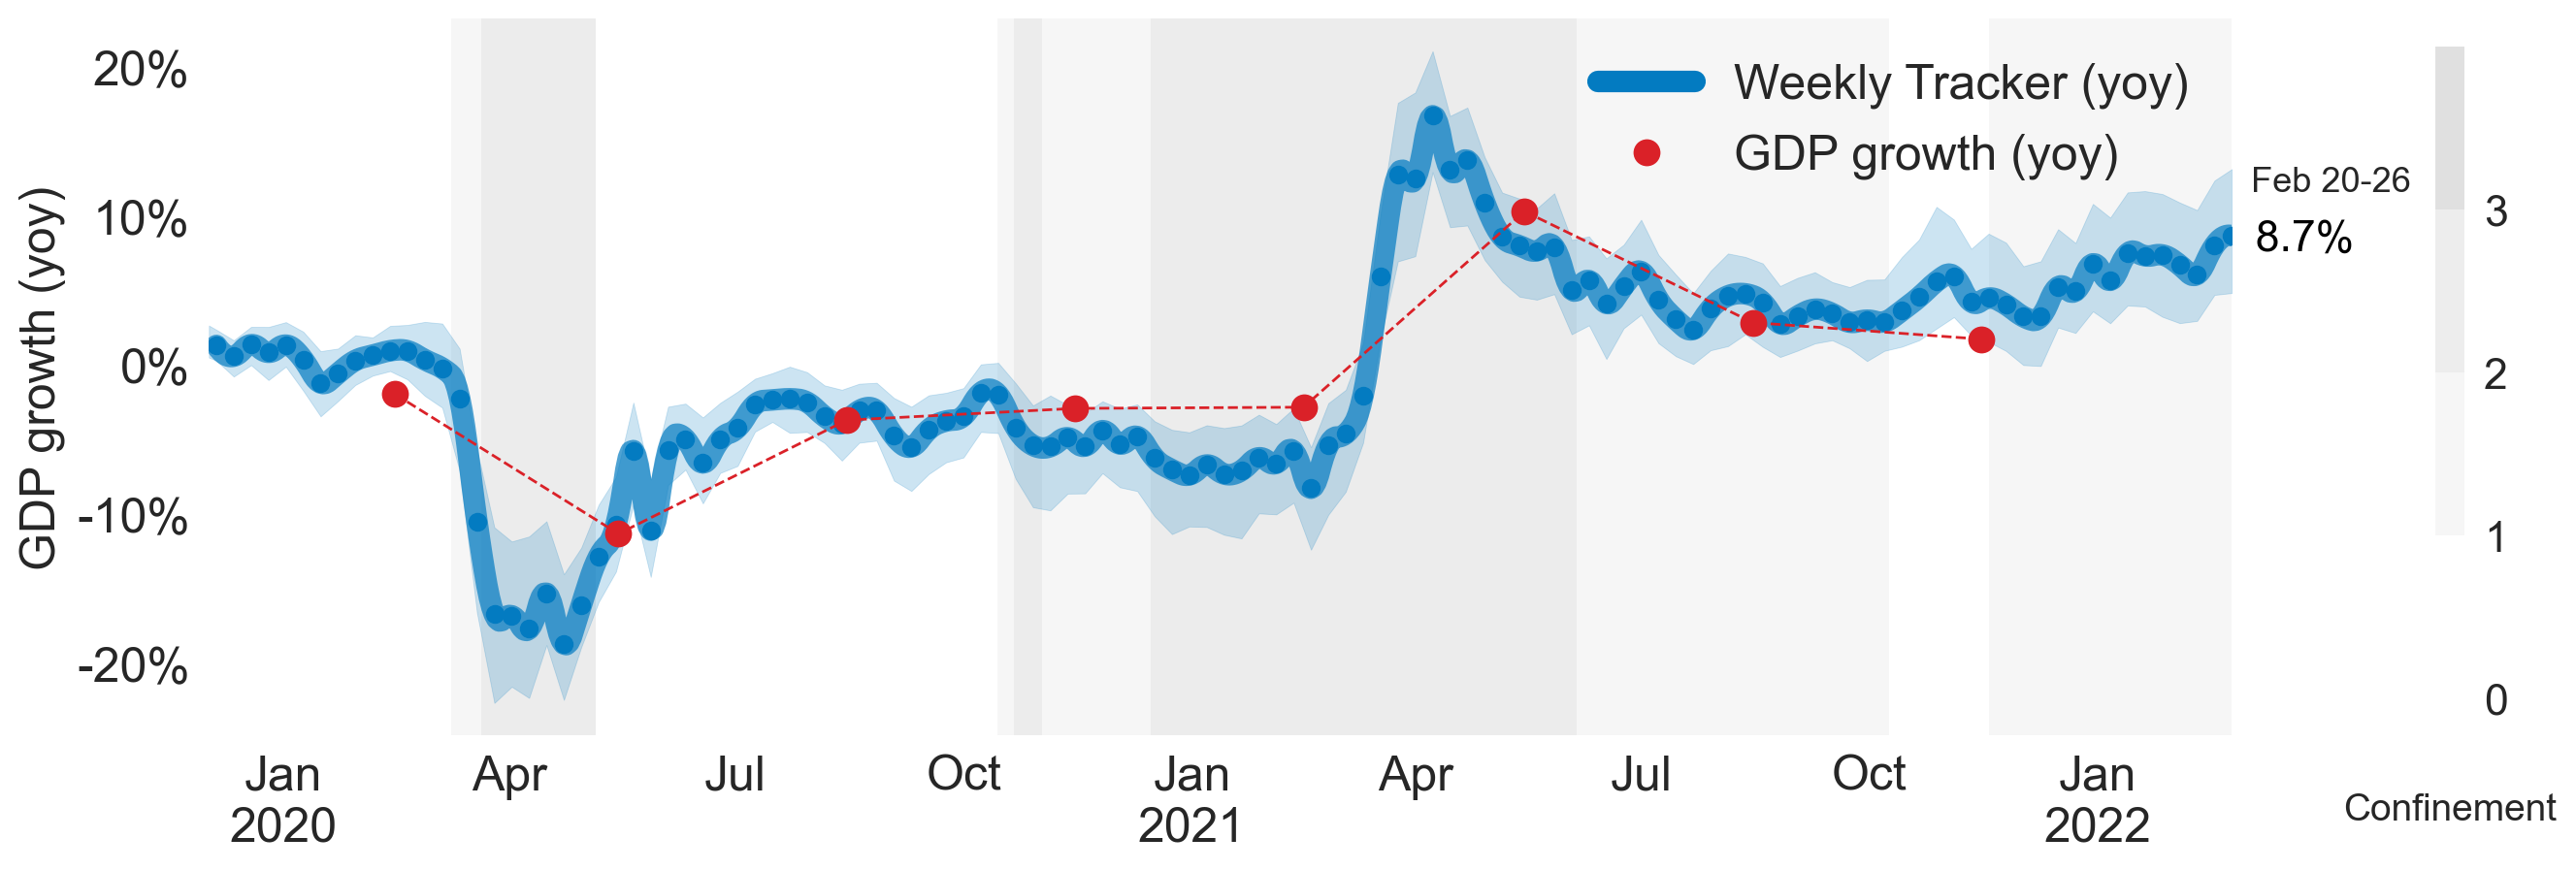 GDP growth (yoy)
20%
10%
0%
-10%
-20%
Weekly Tracker (yoy)
GDP growth (yoy)
Feb 20-26
8.7%
3
2
1
0
Confinement
Jan Apr Jul Oct Jan Apr Jul Oct Jan
2020 2021 2022